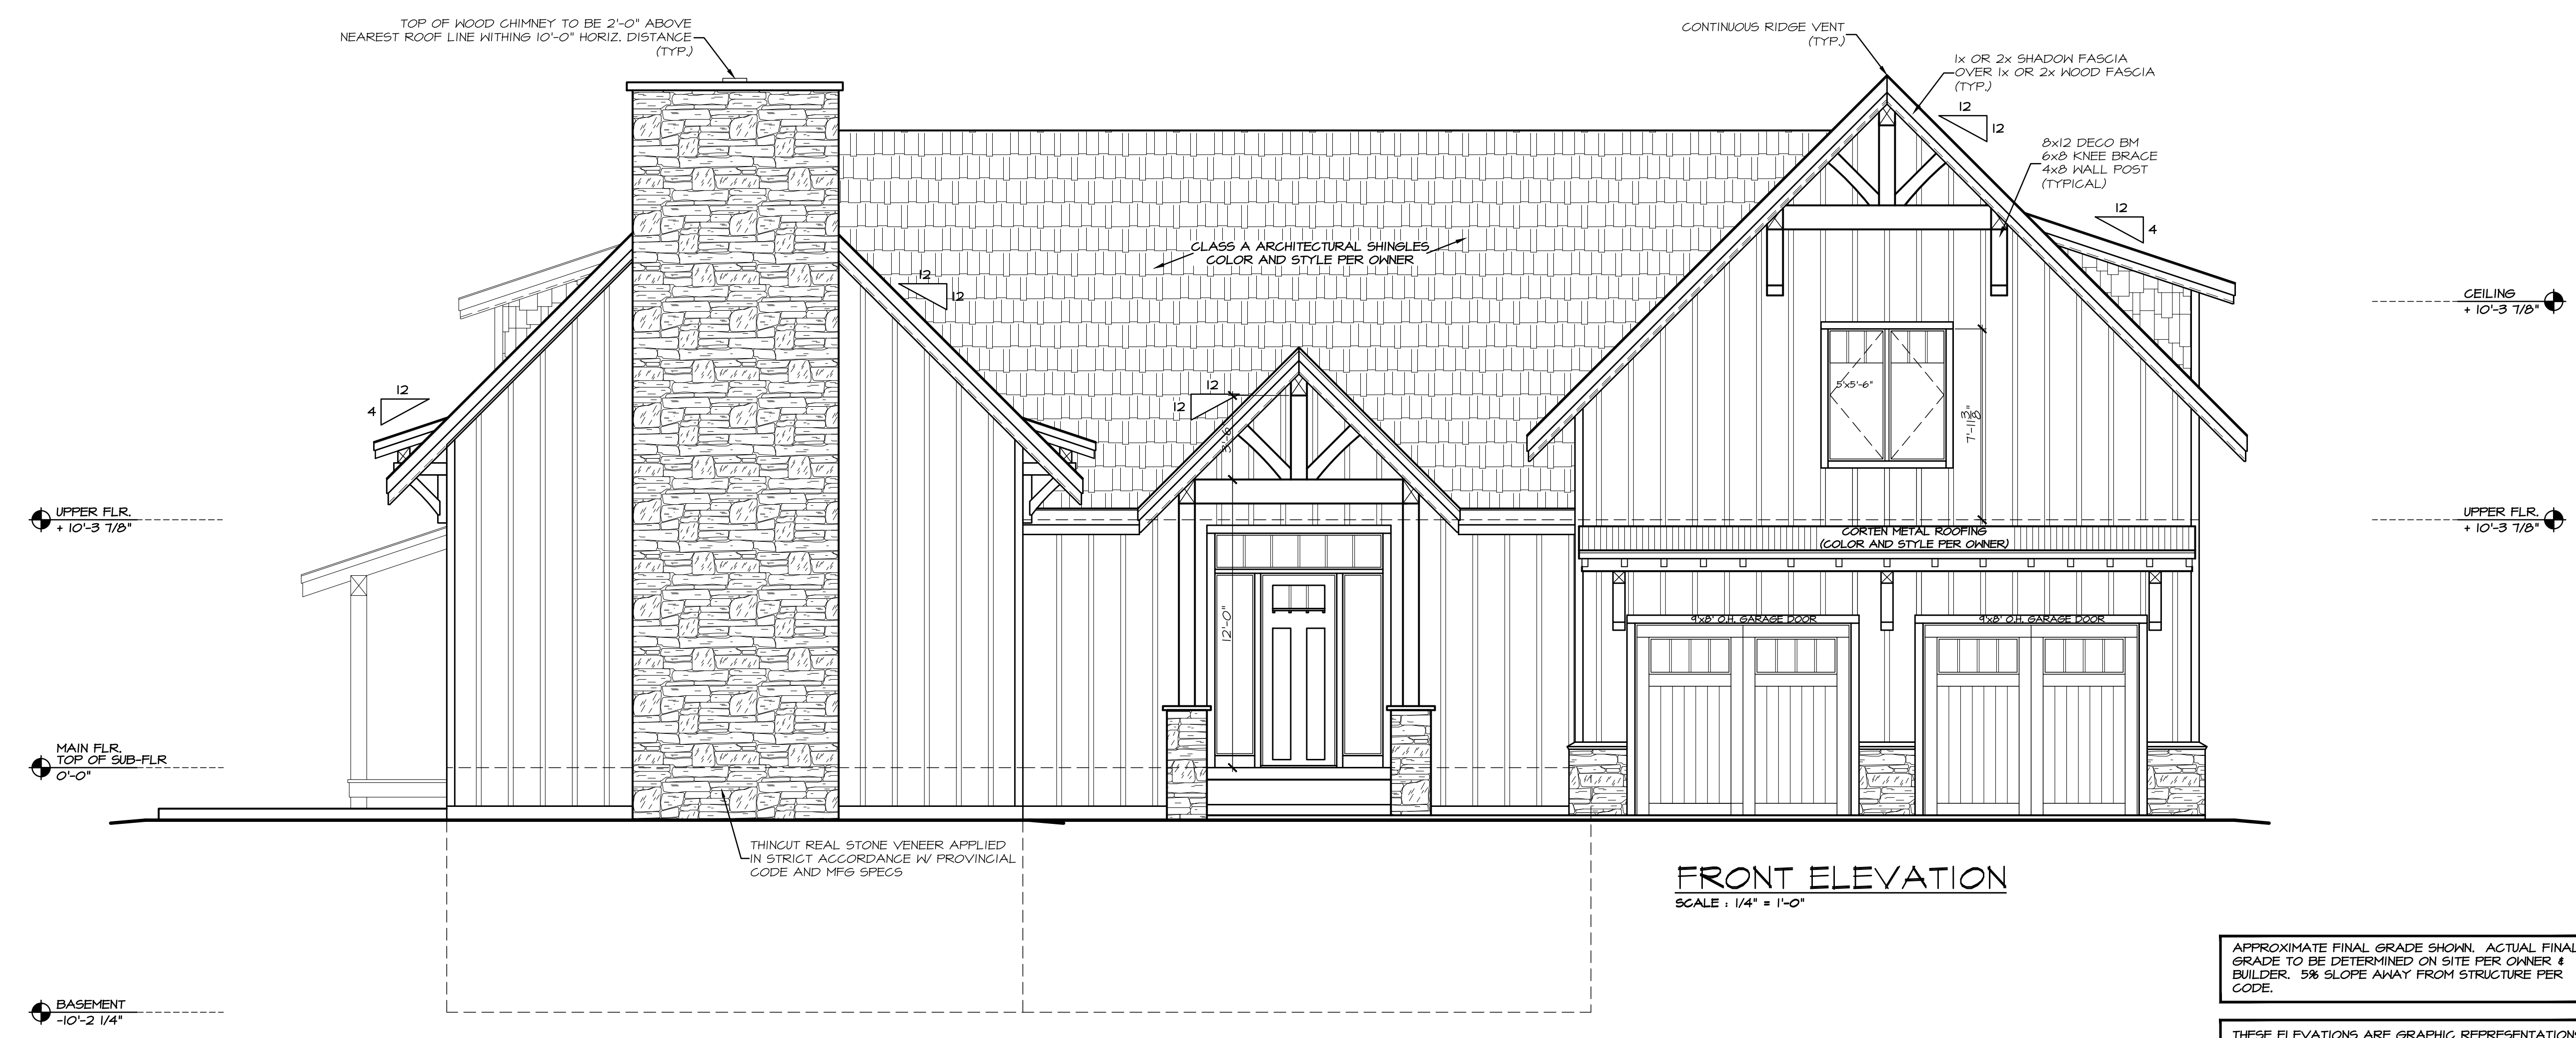 TOP OF WOOD CHIMNEY TO BE 2'-0" ABOVE
NEAREST ROOF LINE WITHING 10'-0" HORIZ. DISTANCE
(TYP.)
CONTINUOUS RIDGE VENT
(TYP.)
1x OR 2x SHADOW FASCIA
OVER 1x OR 2x WOOD FASCIA
(TYP.)
12
12
8x12 DECO BM
6x8 KNEE BRACE
4x8 WALL POST
(TYPICAL)
12
4
CLASS A ARCHITECTURAL SHINGLES
COLOR AND STYLE PER OWNER
12
12
CEILING
+ 10'-3 7/8"
12
4
12
12
5'x5'-6"
3'-6"
7'-11 3/8"
UPPER FLR.
+ 10'-3 7/8"
UPPER FLR.
+ 10'-3 7/8"
CORTEN METAL ROOFING
(COLOR AND STYLE PER OWNER)
12'-0"
9'x8' O.H. GARAGE DOOR
9'x8' O.H. GARAGE DOOR
MAIN FLR.
TOP OF SUB-FLR
0'-0"
THINCUT REAL STONE VENEER APPLIED
IN STRICT ACCORDANCE W/ PROVINCIAL
CODE AND MFG SPECS
FRONT ELEVATION
SCALE : 1/4" = 1'-0"
APPROXIMATE FINAL GRADE SHOWN. ACTUAL FINAL
GRADE TO BE DETERMINED ON SITE PER OWNER &
BUILDER. 5% SLOPE AWAY FROM STRUCTURE PER
CODE.
BASEMENT
-10'-2 1/4"
THESE ELEVATIONS ARE GRAPHIC REPRESENTATIONS